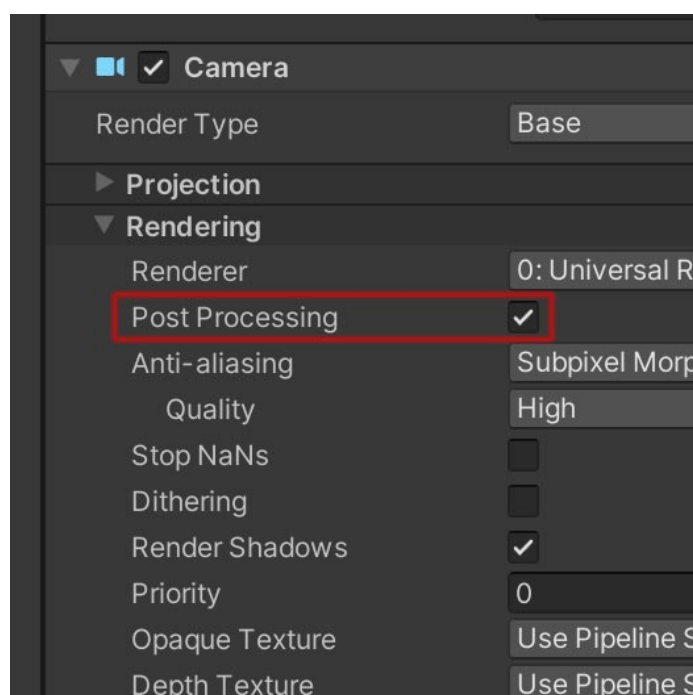 Camera
Render Type Base
Projection
Rendering
Renderer 0: Universal R
Post Processing
Anti-aliasing Subpixel Morp
Quality High
Stop NaNs
Dithering
Render Shadows
Priority 0
Opaque Texture Use Pipeline S
Depth Texture Use Pipeline S